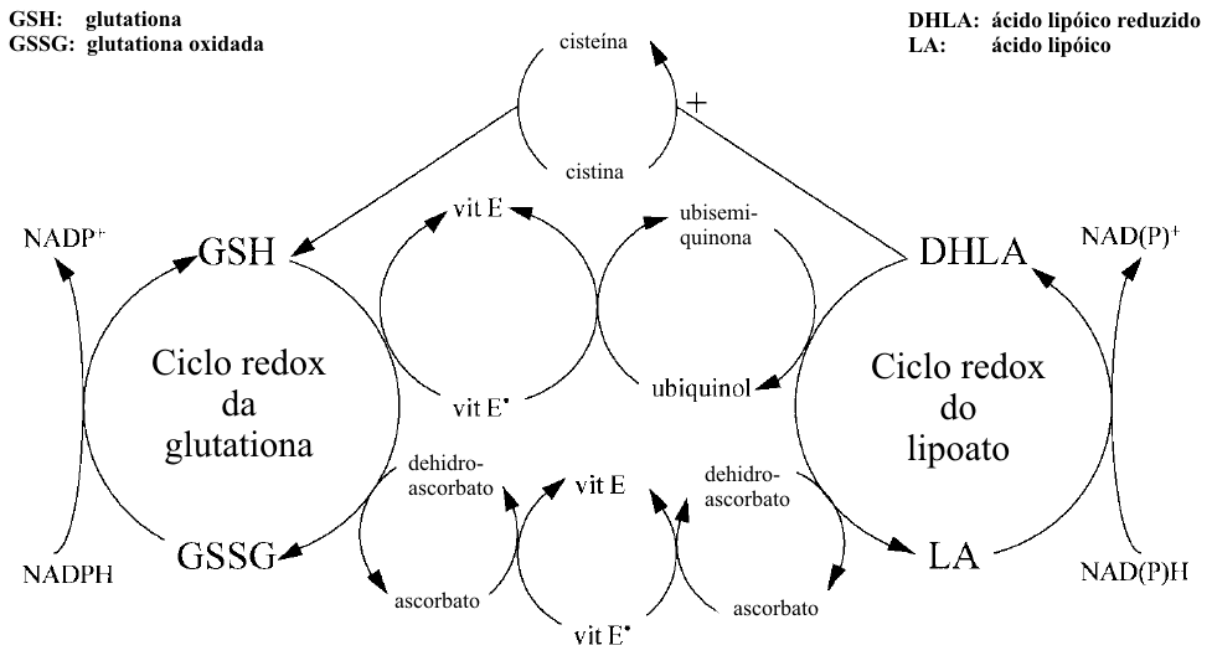 GSH: glutationa
GSSG: glutationa oxidada
DHLA: ácido lipóico reduzido
LA: ácido lipóico
cisteína
+
cistina
vit E
ubisemi-
quinona
NADP+
GSH
DHLA
NAD(P)+
Ciclo redox
da
glutationa
Ciclo redox
do
lipoato
vit E•
ubiquinol
dehidro-
ascorbato
vit E
dehidro-
ascorbato
NADPH
GSSG
LA
NAD(P)H
ascorbato
ascorbato
vit E•